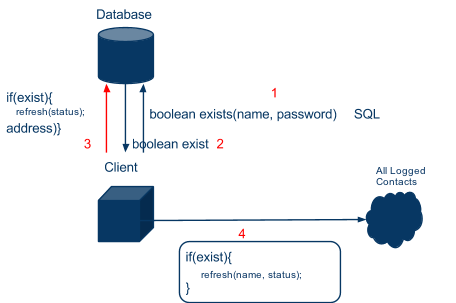 Database
1
if(exist){
refresh(status);
address)}
boolean exists(name, password) SQL
3
boolean exist 2
Client
All Logged
Contacts
4
if(exist){
refresh(name, status);
}